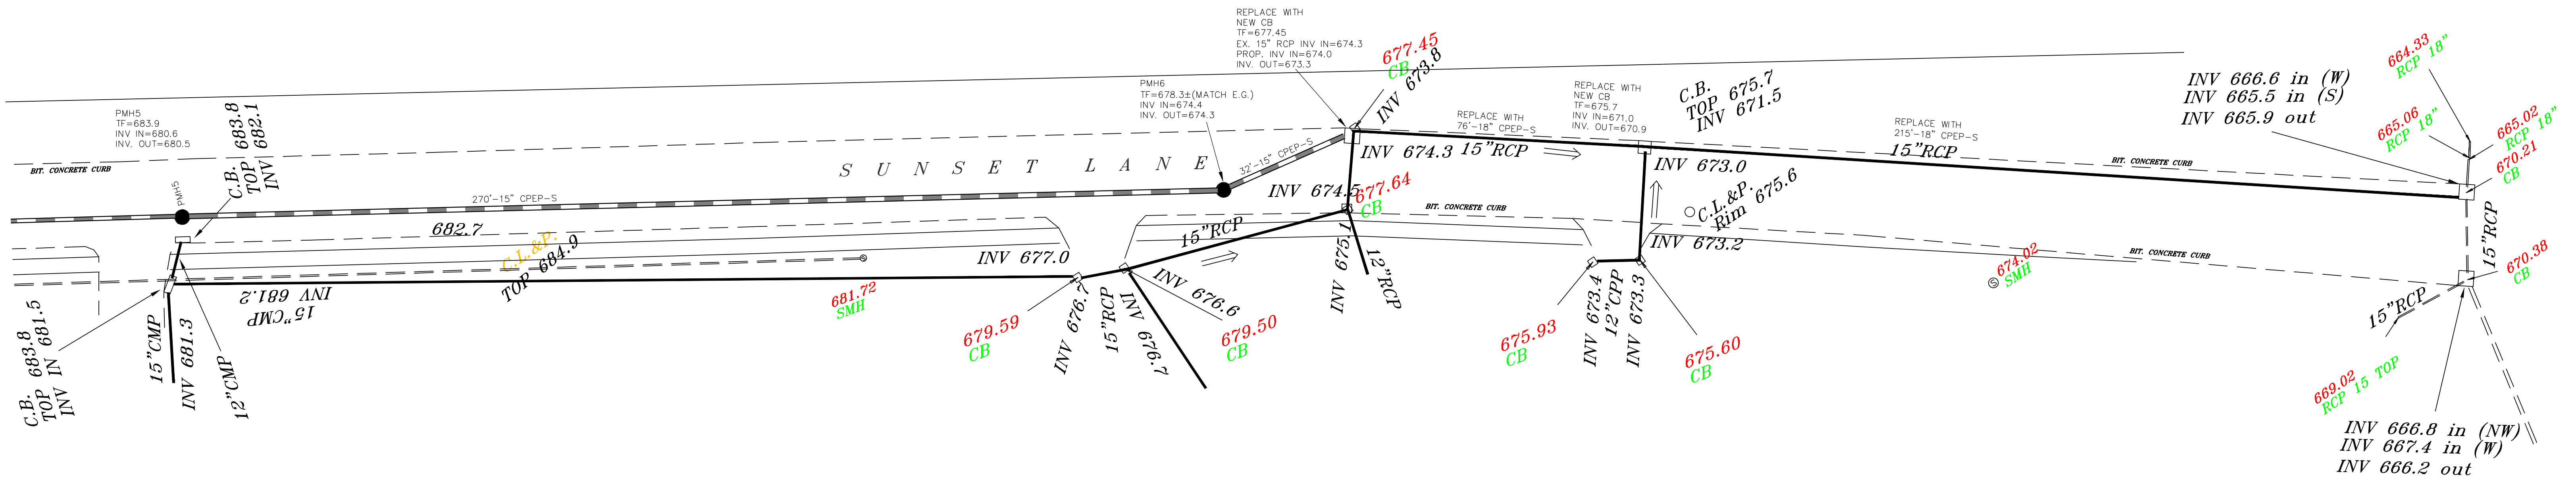 PMH5
TF=683.9
INV IN=680.6
INV. OUT=680.5
BIT. CONCRETE CURB
PMH5
C.B.
TOP 683.8
INV 682.1
270'-15" CPEP-S
682.7
C.L.&P.
TOP 684.9
INV 681.2
15"CMP
C.B.
TOP 683.8
INV IN 681.5
15"CMP
INV 681.3
12"CMP
SUNSET LANE
681.72
SMH
INV 677.0
679.59
CB
INV 676.7
15"RCP
INV 676.7
INV 676.6
679.50
CB
15"RCP
PMH6
TF=678.3±(MATCH E.G.)
INV IN=674.4
INV. OUT=674.3
32'-15" CPEP-S
REPLACE WITH
NEW CB
TF=677.45
EX. 15" RCP INV IN=674.3
PROP. INV IN=674.0
INV. OUT=673.3
677.45
CB
INV 673.8
INV 674.3
15"RCP
INV 674.5
677.64
CB
INV 675.1
12"RCP
BIT. CONCRETE CURB
REPLACE WITH
76'-18" CPEP-S
REPLACE WITH
NEW CB
TF=675.7
INV IN=671.0
INV. OUT=670.9
C.B.
TOP 675.7
INV 671.5
INV 673.0
C.L.&P.
Rim 675.6
INV 673.2
675.93
CB
INV 673.4
12"CPP
INV 673.3
675.60
CB
REPLACE WITH
215'-18" CPEP-S
15"RCP
BIT. CONCRETE CURB
BIT. CONCRETE CURB
674.02
SMH
S
S
INV 666.6 in (W)
INV 665.5 in (S)
INV 665.9 out
664.33
RCP 18"
665.06
RCP 18"
665.02
RCP 18"
670.21
CB
15"RCP
670.38
CB
15"RCP
669.02
RCP 15 TOP
INV 666.8 in (NW)
INV 667.4 in (W)
INV 666.2 out